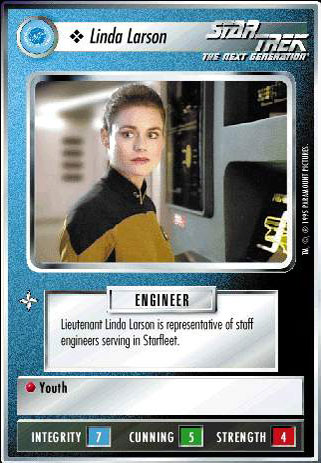 Linda Larson
STAR TREK
THE NEXT GENERATION
TM, ©, ® 1995 PARAMOUNT PICTURES.
ENGINEER
Lieutenant Linda Larson is representative of staff
engineers serving in Starfleet.
Youth
INTEGRITY 7 CUNNING 5 STRENGTH 4